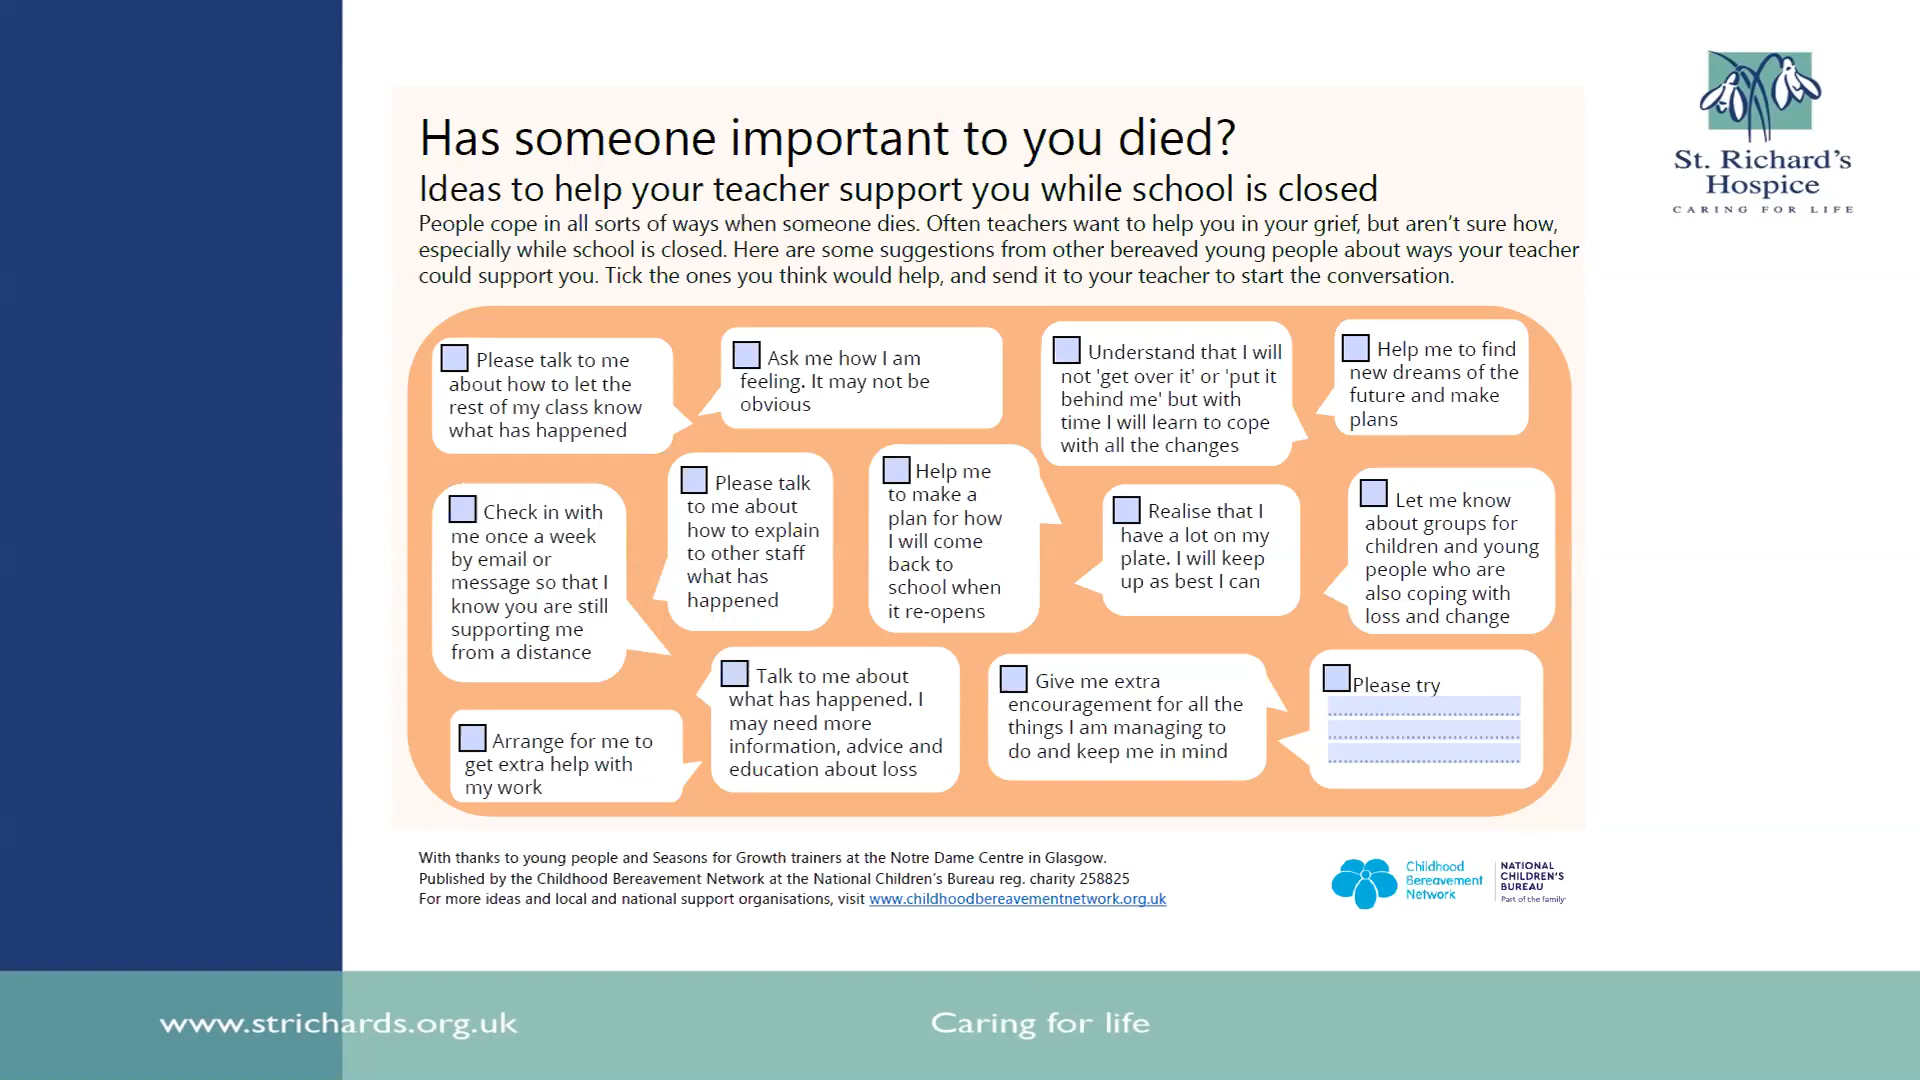 St. Richard's
Hospice
CARING FOR LIFE
Has someone important to you died?
Ideas to help your teacher support you while school is closed
People cope in all sorts of ways when someone dies. Often teachers want to help you in your grief, but aren't sure how,
especially while school is closed. Here are some suggestions from other bereaved young people about ways your teacher
could support you. Tick the ones you think would help, and send it to your teacher to start the conversation.
Please talk to me
about how to let the
rest of my class know
what has happened
Ask me how I am
feeling. It may not be
obvious
Understand that I will
not 'get over it' or 'put it
behind me' but with
time I will learn to cope
with all the changes
Help me to find
new dreams of the
future and make
plans
Check in with
me once a week
by email or
message so that I
know you are still
supporting me
from a distance
Please talk
to me about
how to explain
to other staff
what has
happened
Help me
to make a
plan for how
I will come
back to
school when
it re-opens
Realise that I
have a lot on my
plate. I will keep
up as best I can
Let me know
about groups for
children and young
people who are
also coping with
loss and change
Arrange for me to
get extra help with
my work
Talk to me about
what has happened. I
may need more
information, advice and
education about loss
Give me extra
encouragement for all the
things I am managing to
do and keep me in mind
Please try
With thanks to young people and Seasons for Growth trainers at the Notre Dame Centre in Glasgow.
Published by the Childhood Bereavement Network at the National Children's Bureau reg. charity 258825
For more ideas and local and national support organisations, visit www.childhoodbereavementnetwork.org.uk
Childhood
Bereavement
Network
NATIONAL
CHILDREN'S
BUREAU
Part of the family
www.strichards.org.uk
Caring for life